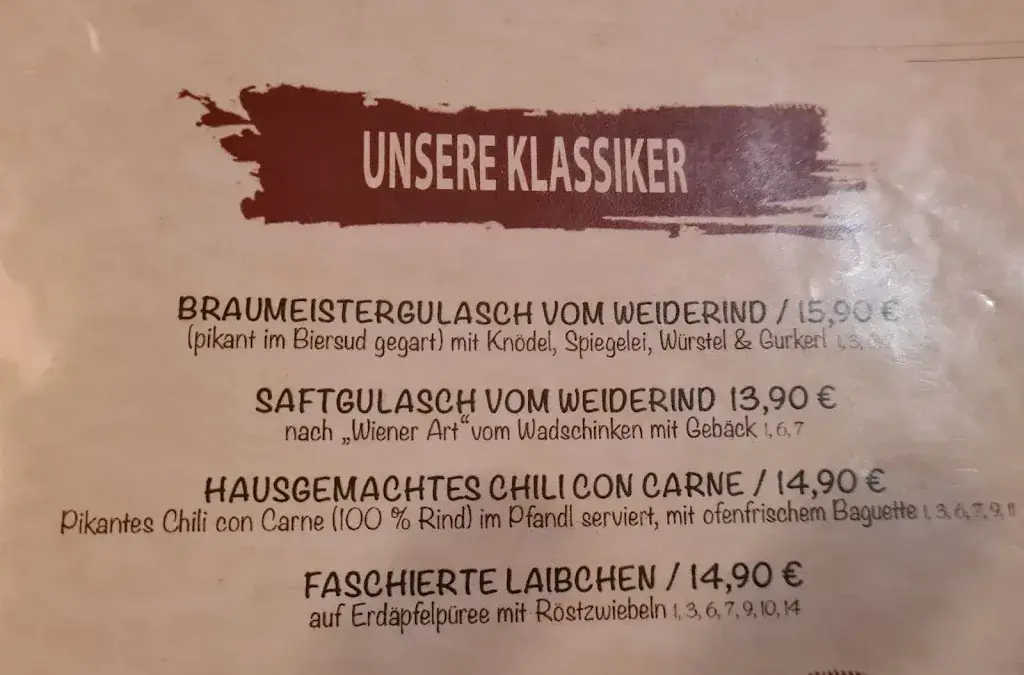 UNSERE KLASSIKER
BRAUMEISTERGULASCH VOM WEIDERIND / 15,90 €
(pikant im Biersud gegart) mit Knödel, Spiegelei, Würstel & Gurkerl 1, 3,
SAFTGULASCH VOM WEIDERIND 13,90 €
nach „Wiener Art“ vom Wadschinken mit Gebäck 1, 6, 7
HAUSGEMACHTES CHILI CON CARNE / 14,90 €
Pikantes Chili con Carne (100 % Rind) im Pfandl serviert, mit ofenfrischem Baguette 1, 3, 6, 7, 9, 11
FASCHIERTE LAIBCHEN / 14,90 €
auf Erdäpfelpüree mit Röstzwiebeln 1, 3, 6, 7, 9, 10, 14